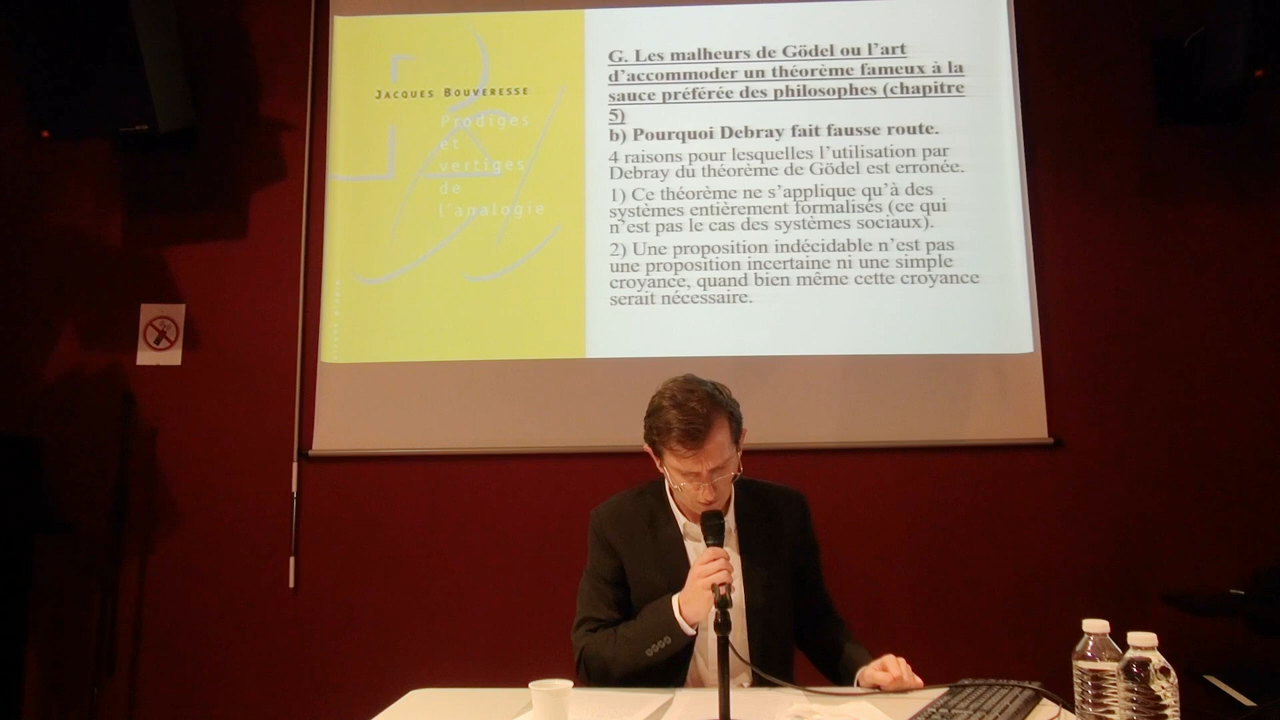 JACQUES BOUVERESSE
Prodiges
et
vertiges
de
l'analogie
G. Les malheurs de Gödel ou l'art
d'accommoder un théorème fameux à la
sauce préférée des philosophes (chapitre
5)
b) Pourquoi Debray fait fausse route.
4 raisons pour lesquelles l'utilisation par
Debray du théorème de Gödel est erronée.
1) Ce théorème ne s'applique qu'à des
systèmes entièrement formalisés (ce qui
n'est pas le cas des systèmes sociaux).
2) Une proposition indécidable n'est pas
une proposition incertaine ni une simple
croyance, quand bien même cette croyance
serait nécessaire.